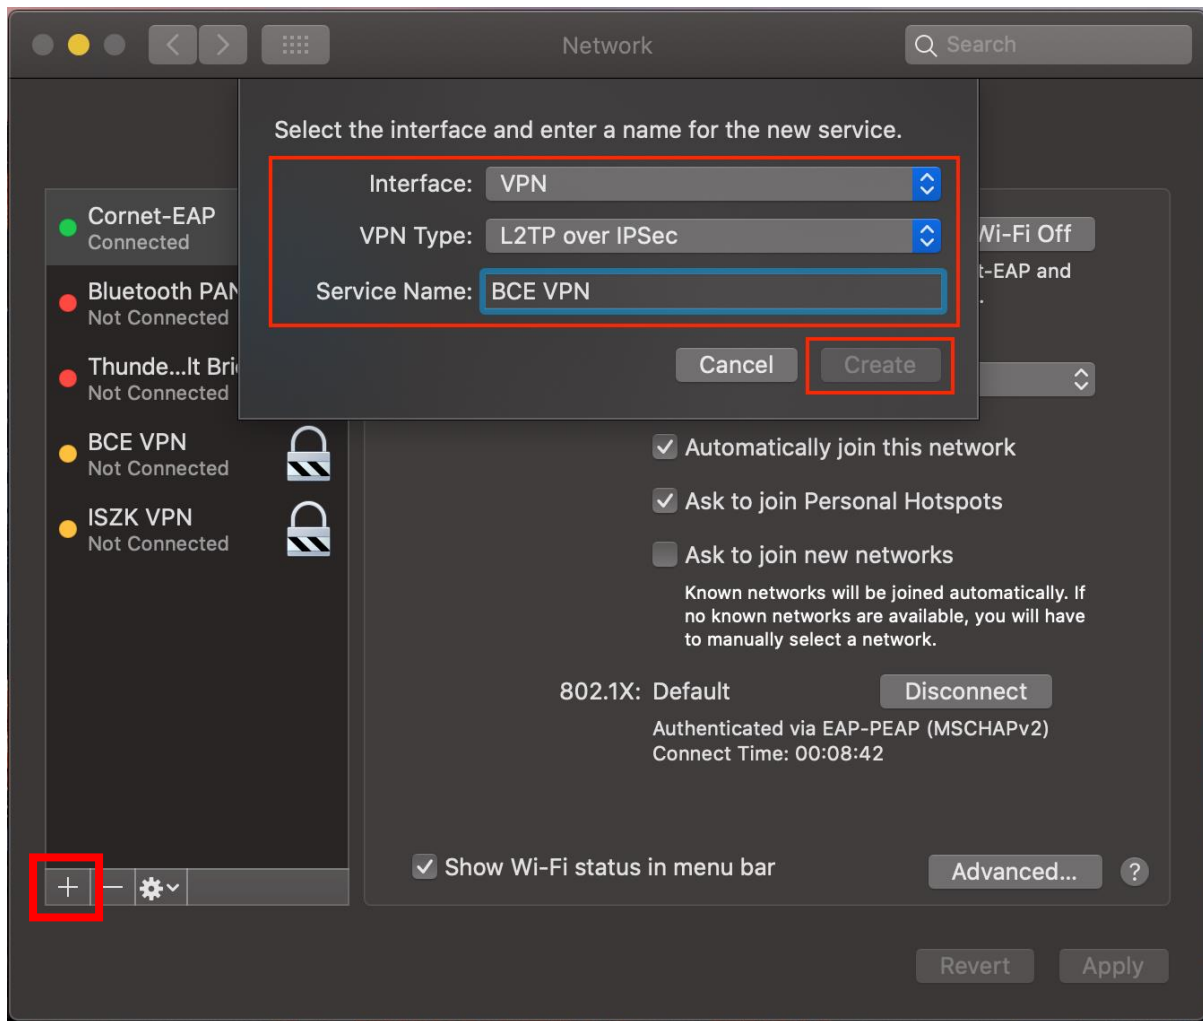 Network
Search
Select the interface and enter a name for the new service.
Interface: VPN
VPN Type: L2TP over IPSec
Service Name: BCE VPN
Cancel
Create
Cornet-EAP
Connected
Bluetooth PAN
Not Connected
Thunde...lt Bri
Not Connected
BCE VPN
Not Connected
ISZK VPN
Not Connected
Wi-Fi Off
t-EAP and
.
Automatically join this network
Ask to join Personal Hotspots
Ask to join new networks
Known networks will be joined automatically. If
no known networks are available, you will have
to manually select a network.
802.1X: Default
Disconnect
Authenticated via EAP-PEAP (MSCHAPv2)
Connect Time: 00:08:42
Show Wi-Fi status in menu bar
Advanced...
?
Revert
Apply